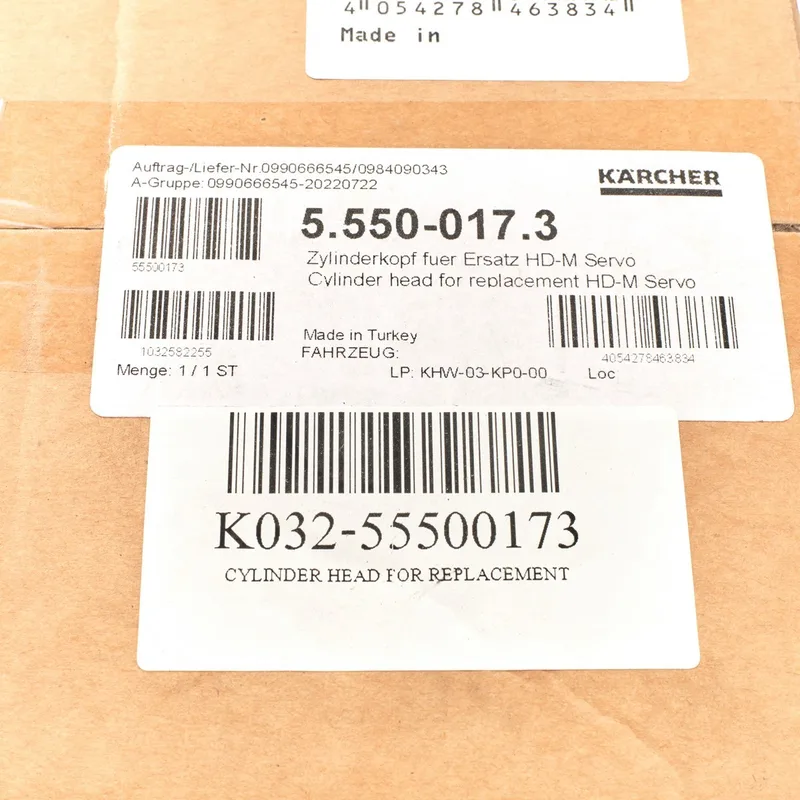 4 054278 463834
Made in
Auftrag-/Liefer-Nr.0990666545/0984090343
A-Gruppe: 0990666545-20220722
KÄRCHER
5.550-017.3
55500173
Zylinderkopf fuer Ersatz HD-M Servo
Cylinder head for replacement HD-M Servo
1032582255
Made in Turkey
FAHRZEUG:
4054278463834
Menge: 1 / 1 ST
LP: KHW-03-KP0-00
Loc
K032-55500173
CYLINDER HEAD FOR REPLACEMENT